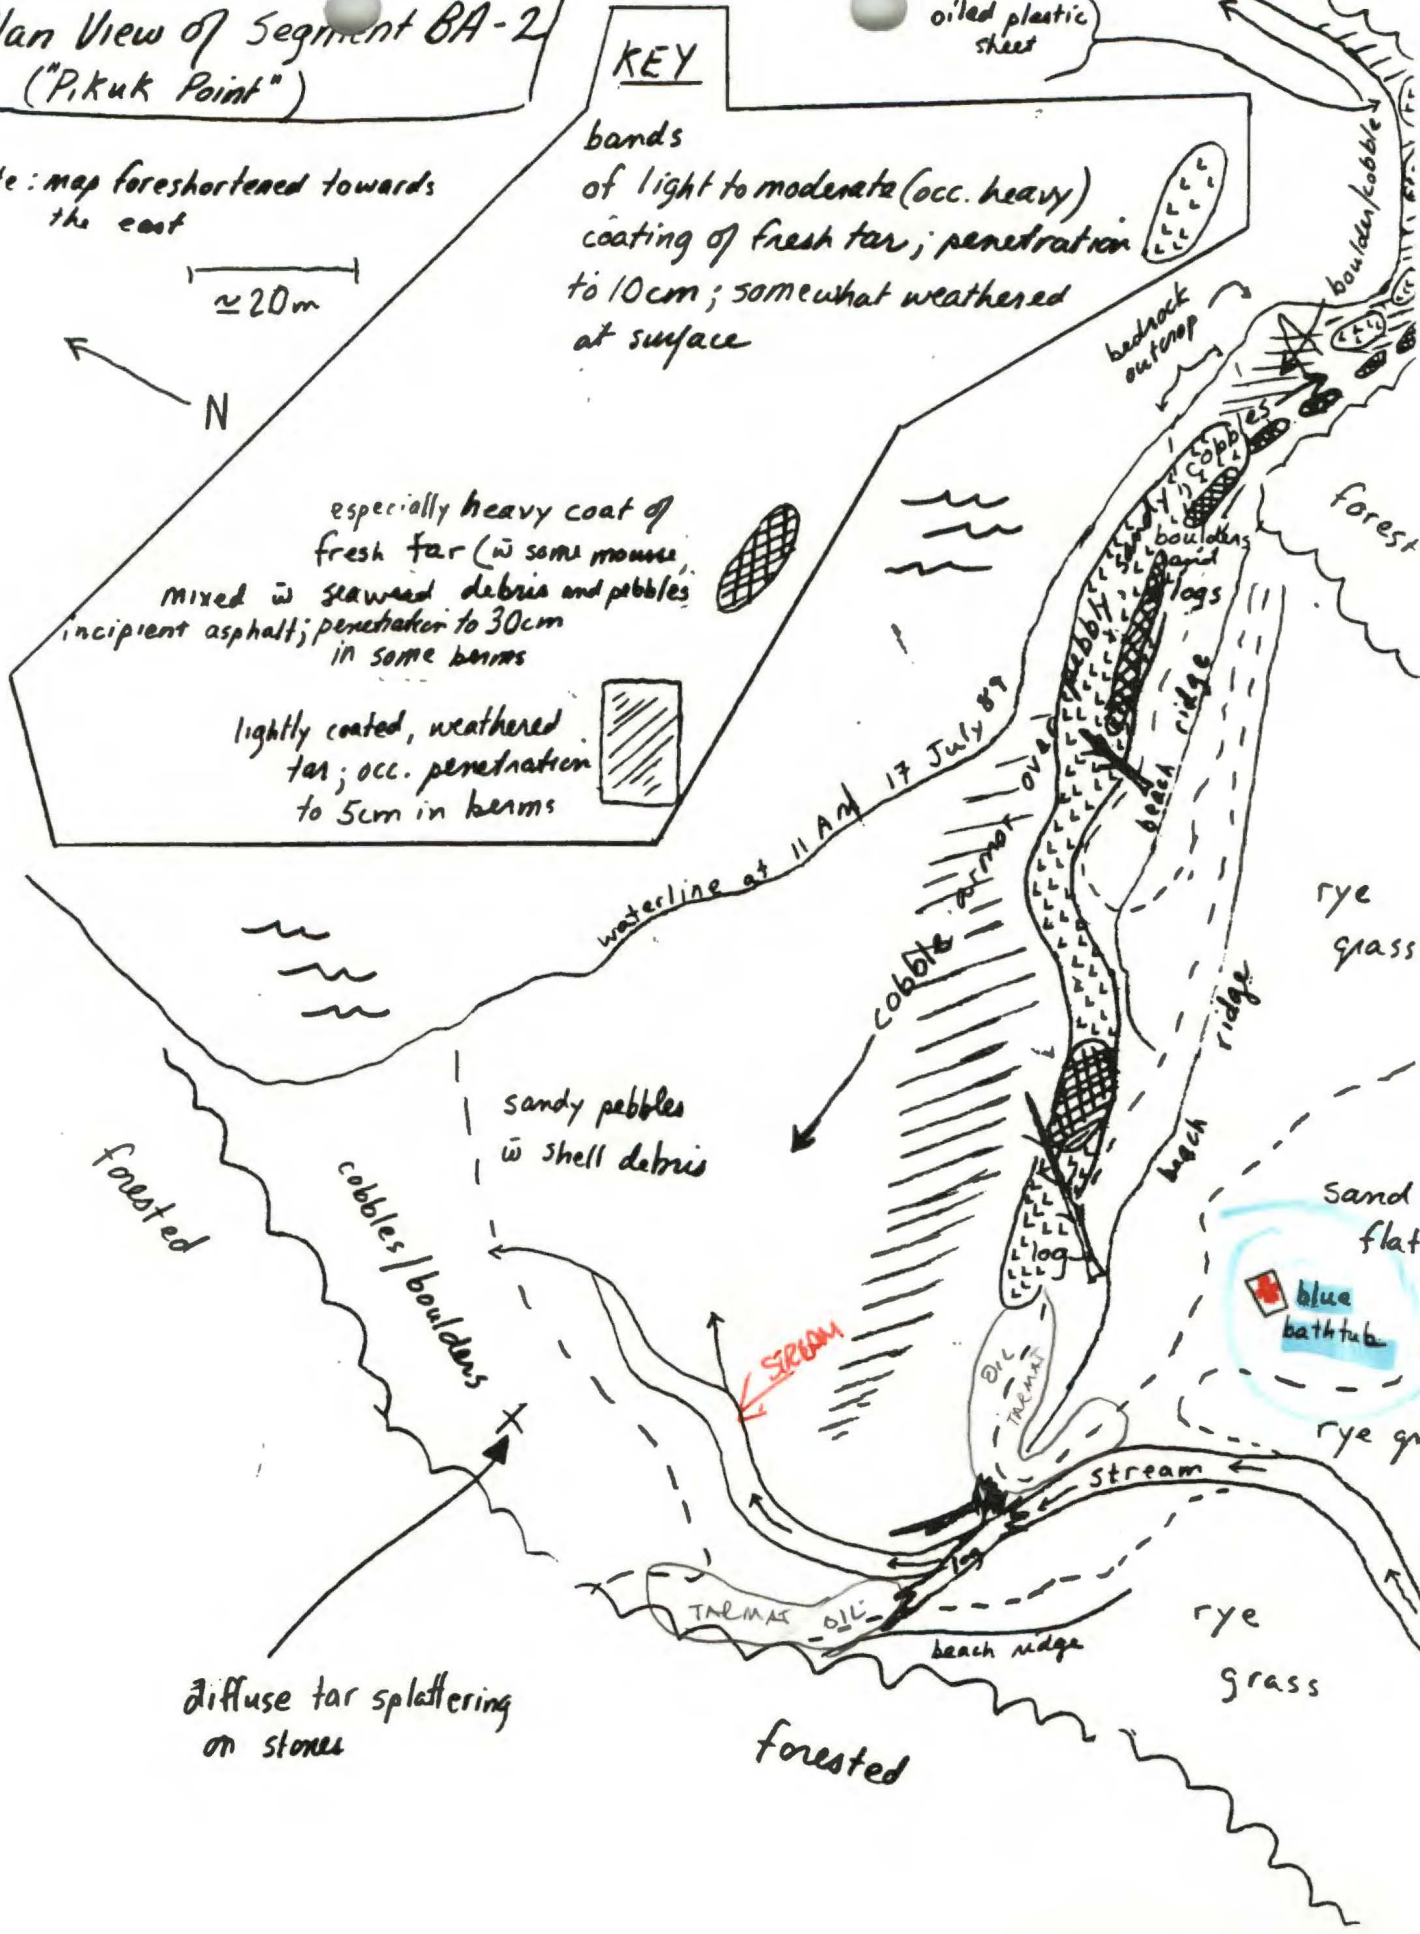 lan View of Segment BA-2
("Pikuk Point")
te: map foreshortened towards
the east
≃20m
N
KEY
bands
of light to moderate (occ. heavy)
coating of fresh tar; penetration
to 10cm; somewhat weathered
at surface
especially heavy coat of
fresh tar (w̄ some mousse,
mixed w̄ seaweed debris and pebbles
incipient asphalt; penetration to 30cm
in some berms
lightly coated, weathered
tar; occ. penetration
to 5cm in berms
oiled plastic
sheet
boulder/cobble
bedrock
outcrop
cobbles
forest
boulders
and
logs
pebbly
ridge
beach
over
armor
cobble
waterline at 11 AM 17 July 89
rye
grass
ridge
beach
sandy pebbles
w̄ shell debris
forested
cobbles/boulders
sand
flat
blue
bathtub
log
STREAM
OIL
TARMAT
rye gr
stream
X
log
TARMAT OIL
beach ridge
rye
grass
diffuse tar splattering
on stones
forested